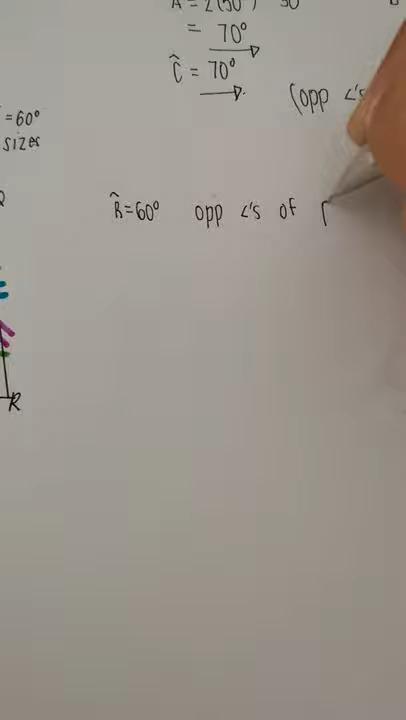 = 70°
Ĉ = 70°
(opp <'s
= 60°
sizes
R̂=60° opp <'s of
R